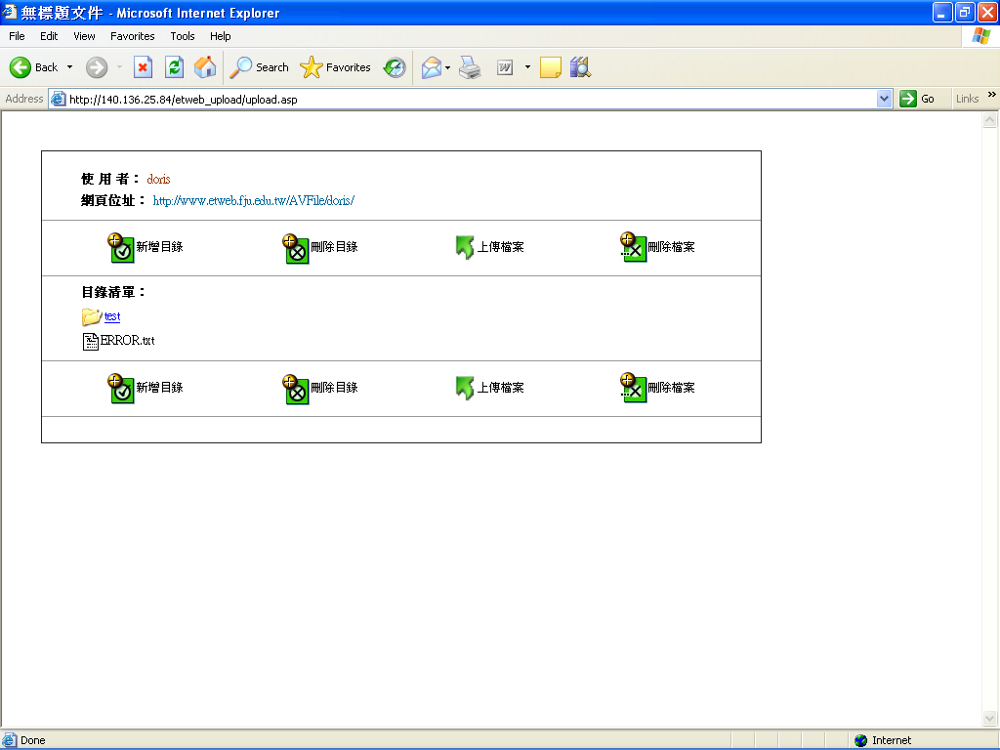 無標題文件 - Microsoft Internet Explorer
File Edit View Favorites Tools Help
Back Search Favorites
Address http://140.136.25.84/etweb_upload/upload.asp Go Links »
使 用 者： doris
網頁位址： http://www.etweb.fju.edu.tw/AVFile/doris/
新增目錄 刪除目錄 上傳檔案 刪除檔案
目錄清單：
test
ERROR.txt
新增目錄 刪除目錄 上傳檔案 刪除檔案
Done Internet